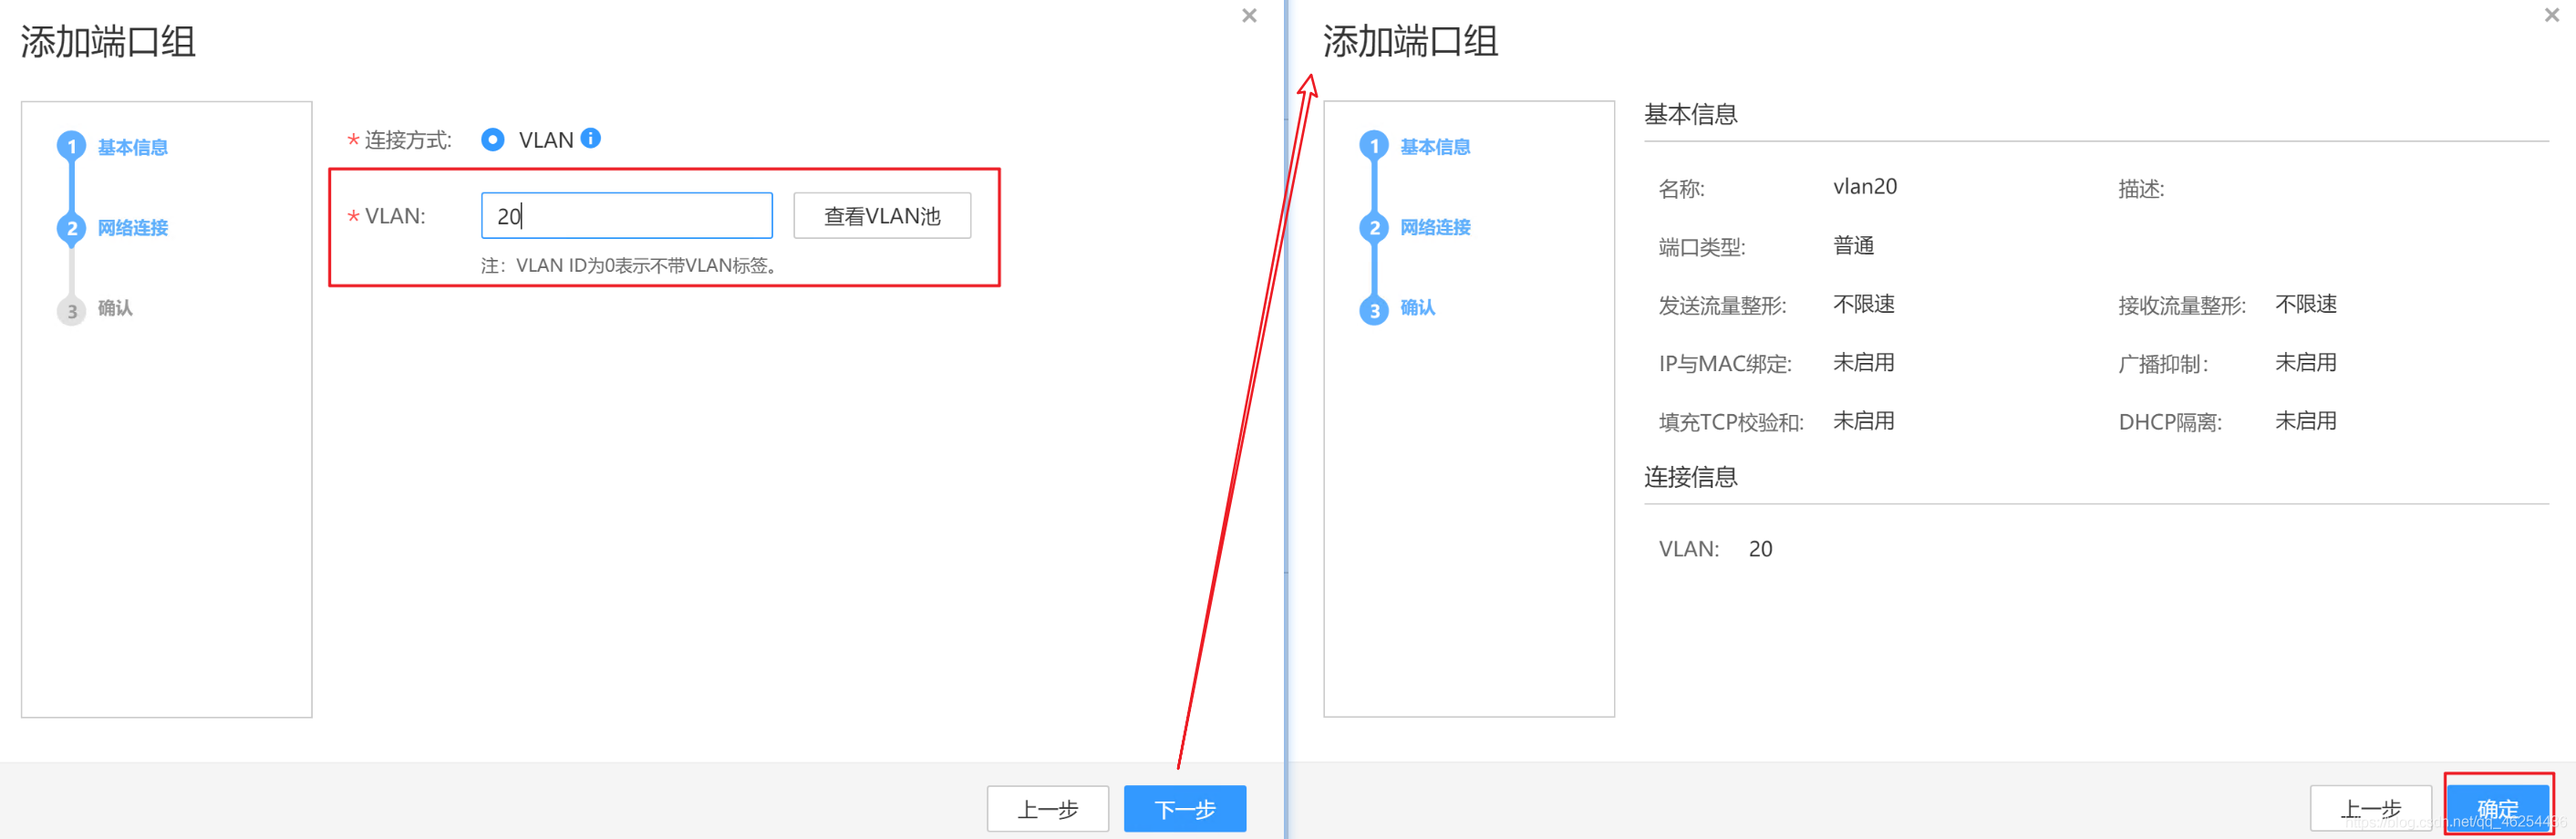 添加端口组
×
1 基本信息
2 网络连接
3 确认
* 连接方式: VLAN i
* VLAN: 20 查看VLAN池
注：VLAN ID为0表示不带VLAN标签。
上一步 下一步
添加端口组
×
1 基本信息
2 网络连接
3 确认
基本信息
名称: vlan20 描述:
端口类型: 普通
发送流量整形: 不限速 接收流量整形: 不限速
IP与MAC绑定: 未启用 广播抑制: 未启用
填充TCP校验和: 未启用 DHCP隔离: 未启用
连接信息
VLAN: 20
上一步 确定